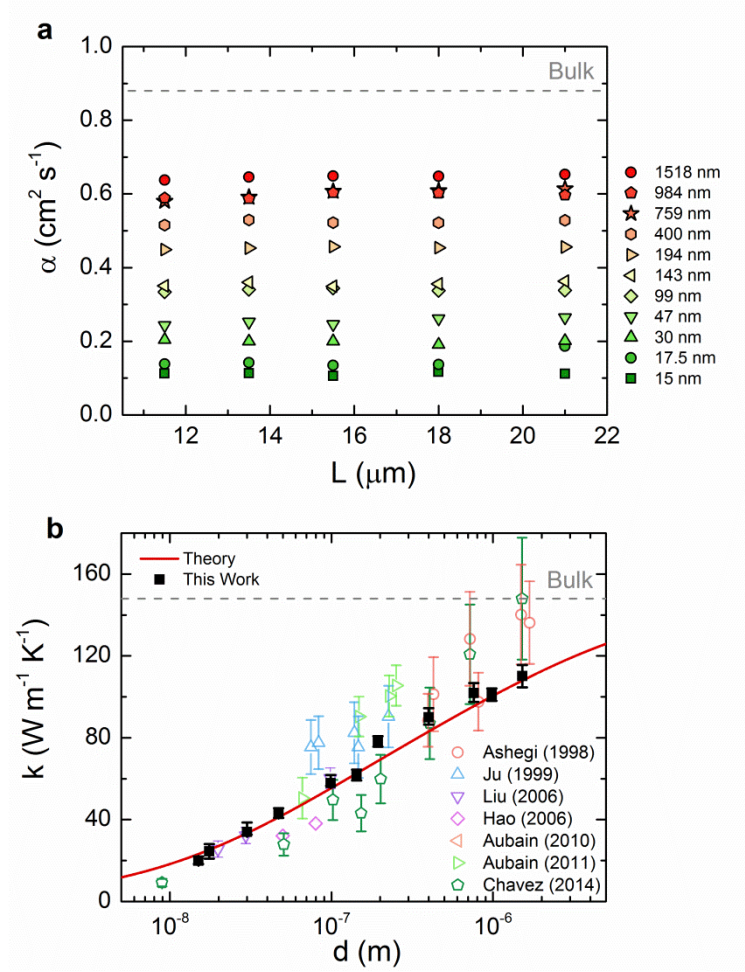 a
1.0
0.8
0.6
0.4
0.2
0.0
α (cm² s⁻¹)
Bulk
12 14 16 18 20 22
L (μm)
1518 nm
984 nm
759 nm
400 nm
194 nm
143 nm
99 nm
47 nm
30 nm
17.5 nm
15 nm
b
160
120
80
40
0
k (W m⁻¹ K⁻¹)
Theory
This Work
Bulk
Ashegi (1998)
Ju (1999)
Liu (2006)
Hao (2006)
Aubain (2010)
Aubain (2011)
Chavez (2014)
10⁻⁸ 10⁻⁷ 10⁻⁶
d (m)